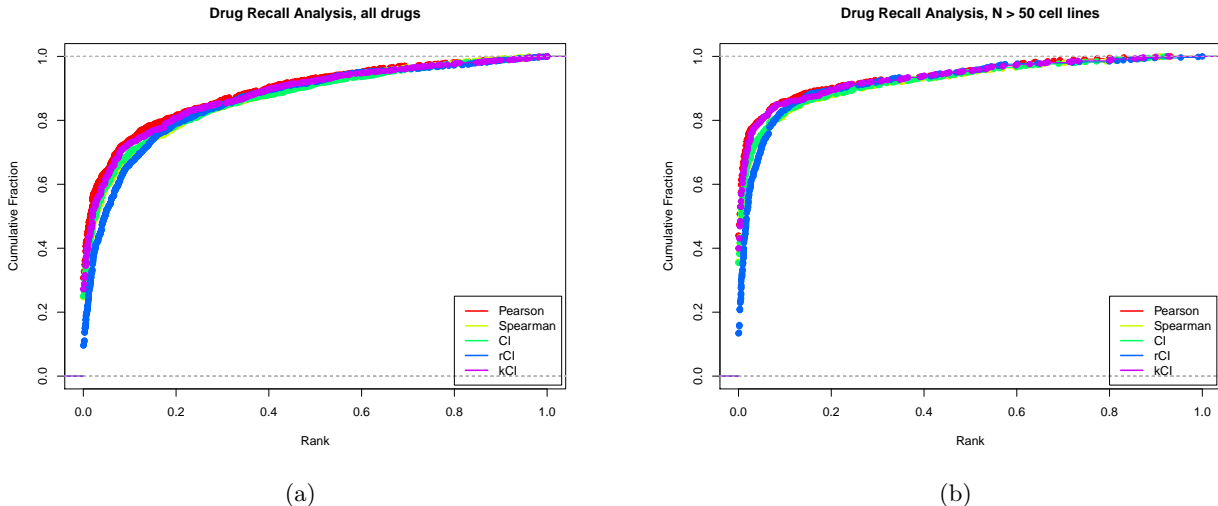 Drug Recall Analysis, all drugs
Cumulative Fraction
1.0
0.8
0.6
0.4
0.2
0.0
Pearson
Spearman
CI
rCI
kCI
0.0 0.2 0.4 0.6 0.8 1.0
Rank
(a)
Drug Recall Analysis, N > 50 cell lines
Cumulative Fraction
1.0
0.8
0.6
0.4
0.2
0.0
Pearson
Spearman
CI
rCI
kCI
0.0 0.2 0.4 0.6 0.8 1.0
Rank
(b)